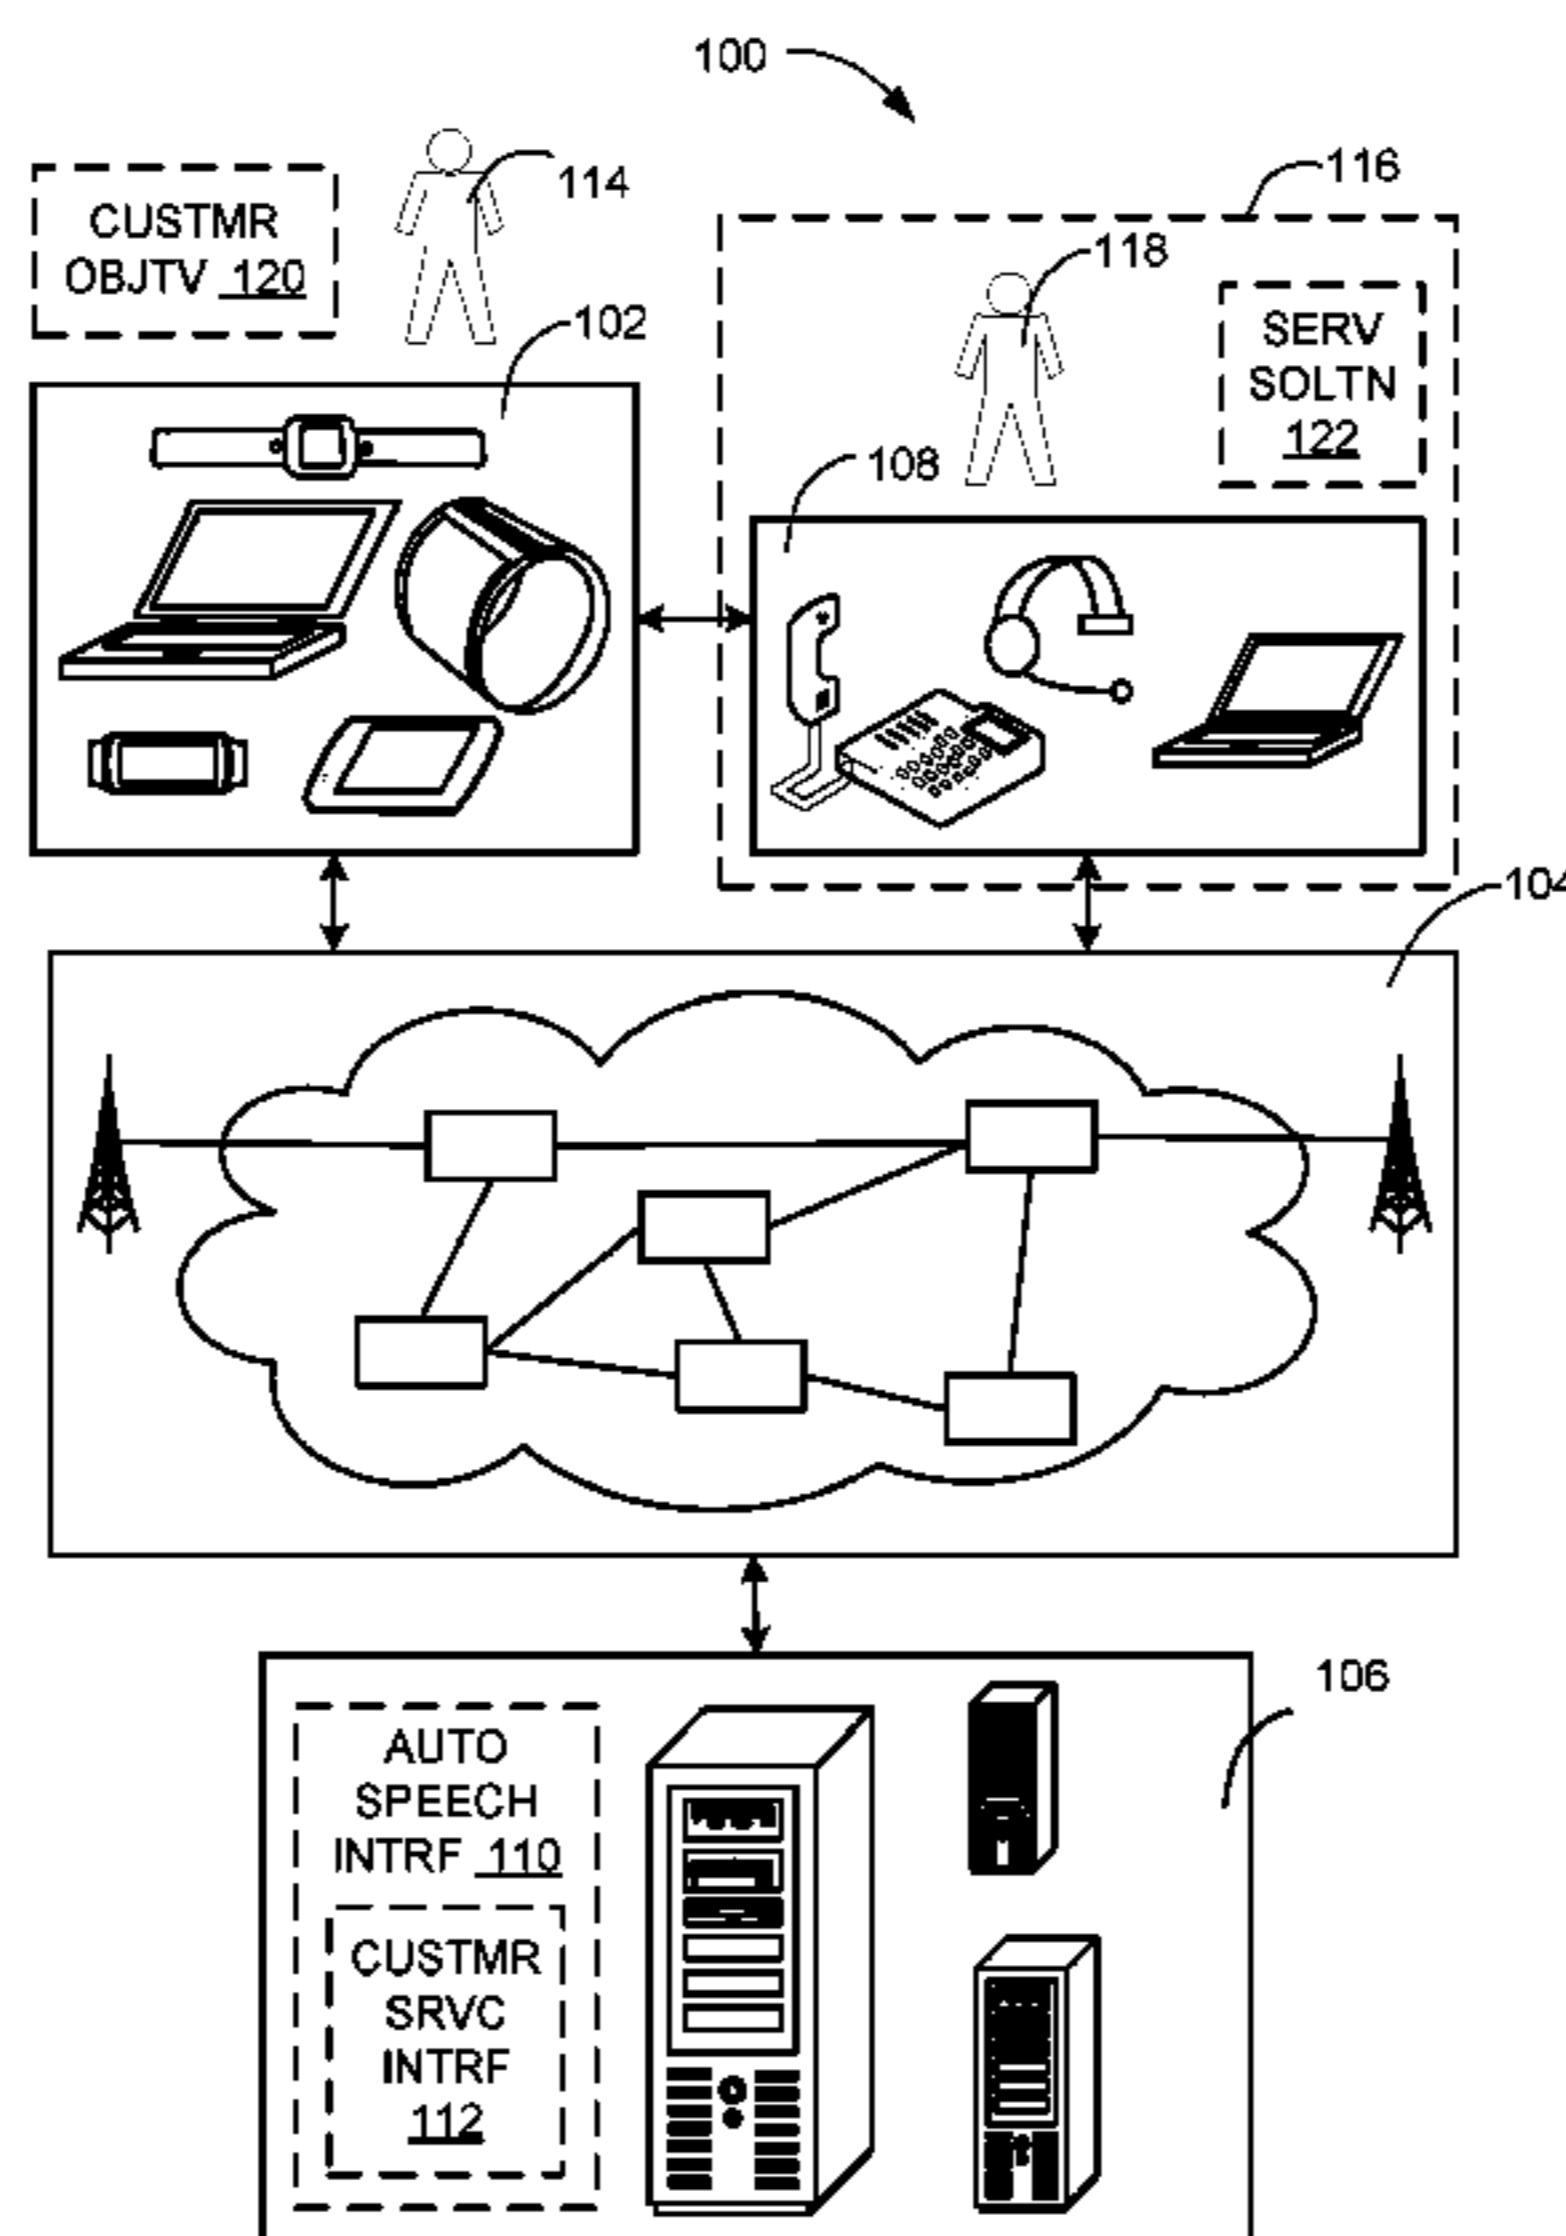 100
114
116
CUSTMR
OBJTV 120
118
102
SERV
SOLTN
122
108
104
106
AUTO
SPEECH
INTRF 110
CUSTMR
SRVC
INTRF
112